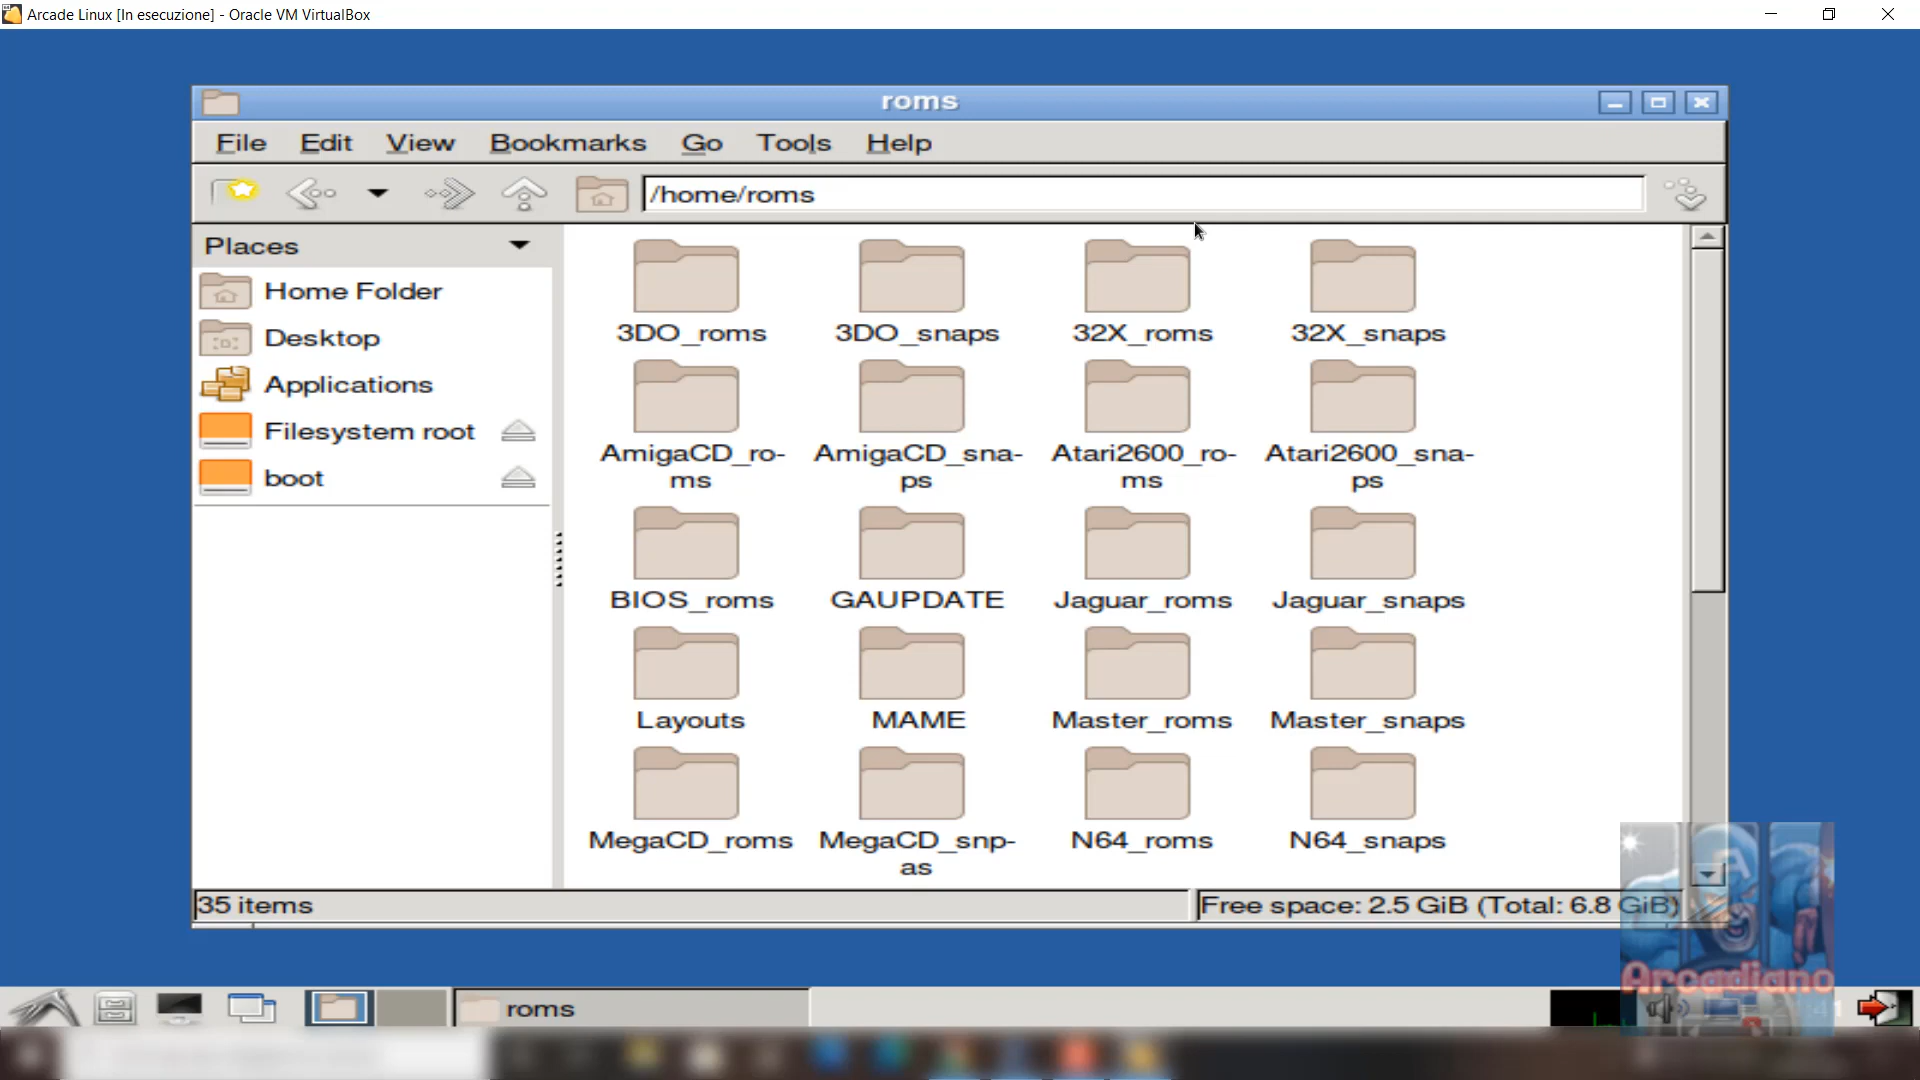 Arcade Linux [In esecuzione] - Oracle VM VirtualBox
roms
File Edit View Bookmarks Go Tools Help
/home/roms
Places
Home Folder
Desktop
Applications
Filesystem root
boot
3DO_roms 3DO_snaps 32X_roms 32X_snaps
AmigaCD_ro- AmigaCD_sna- Atari2600_ro- Atari2600_sna-
ms ps ms ps
BIOS_roms GAUPDATE Jaguar_roms Jaguar_snaps
Layouts MAME Master_roms Master_snaps
MegaCD_roms MegaCD_snp- N64_roms N64_snaps
as
35 items
Free space: 2.5 GiB (Total: 6.8 GiB)
Arcadiano
roms